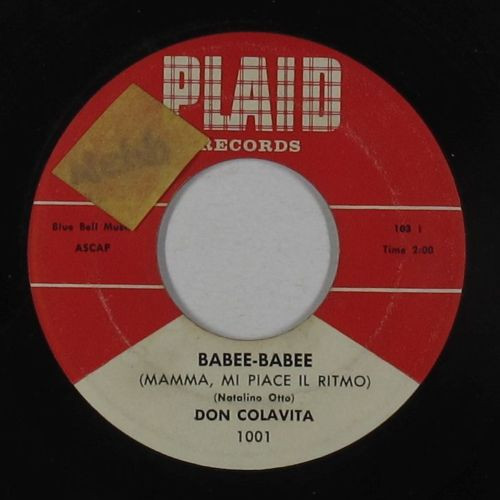 PLAID
RECORDS
Blue Bell
ASCAP
103 1
Time 2:00
BABEE-BABEE
(MAMMA, MI PIACE IL RITMO)
(Natalino Otto)
DON COLAVITA
1001